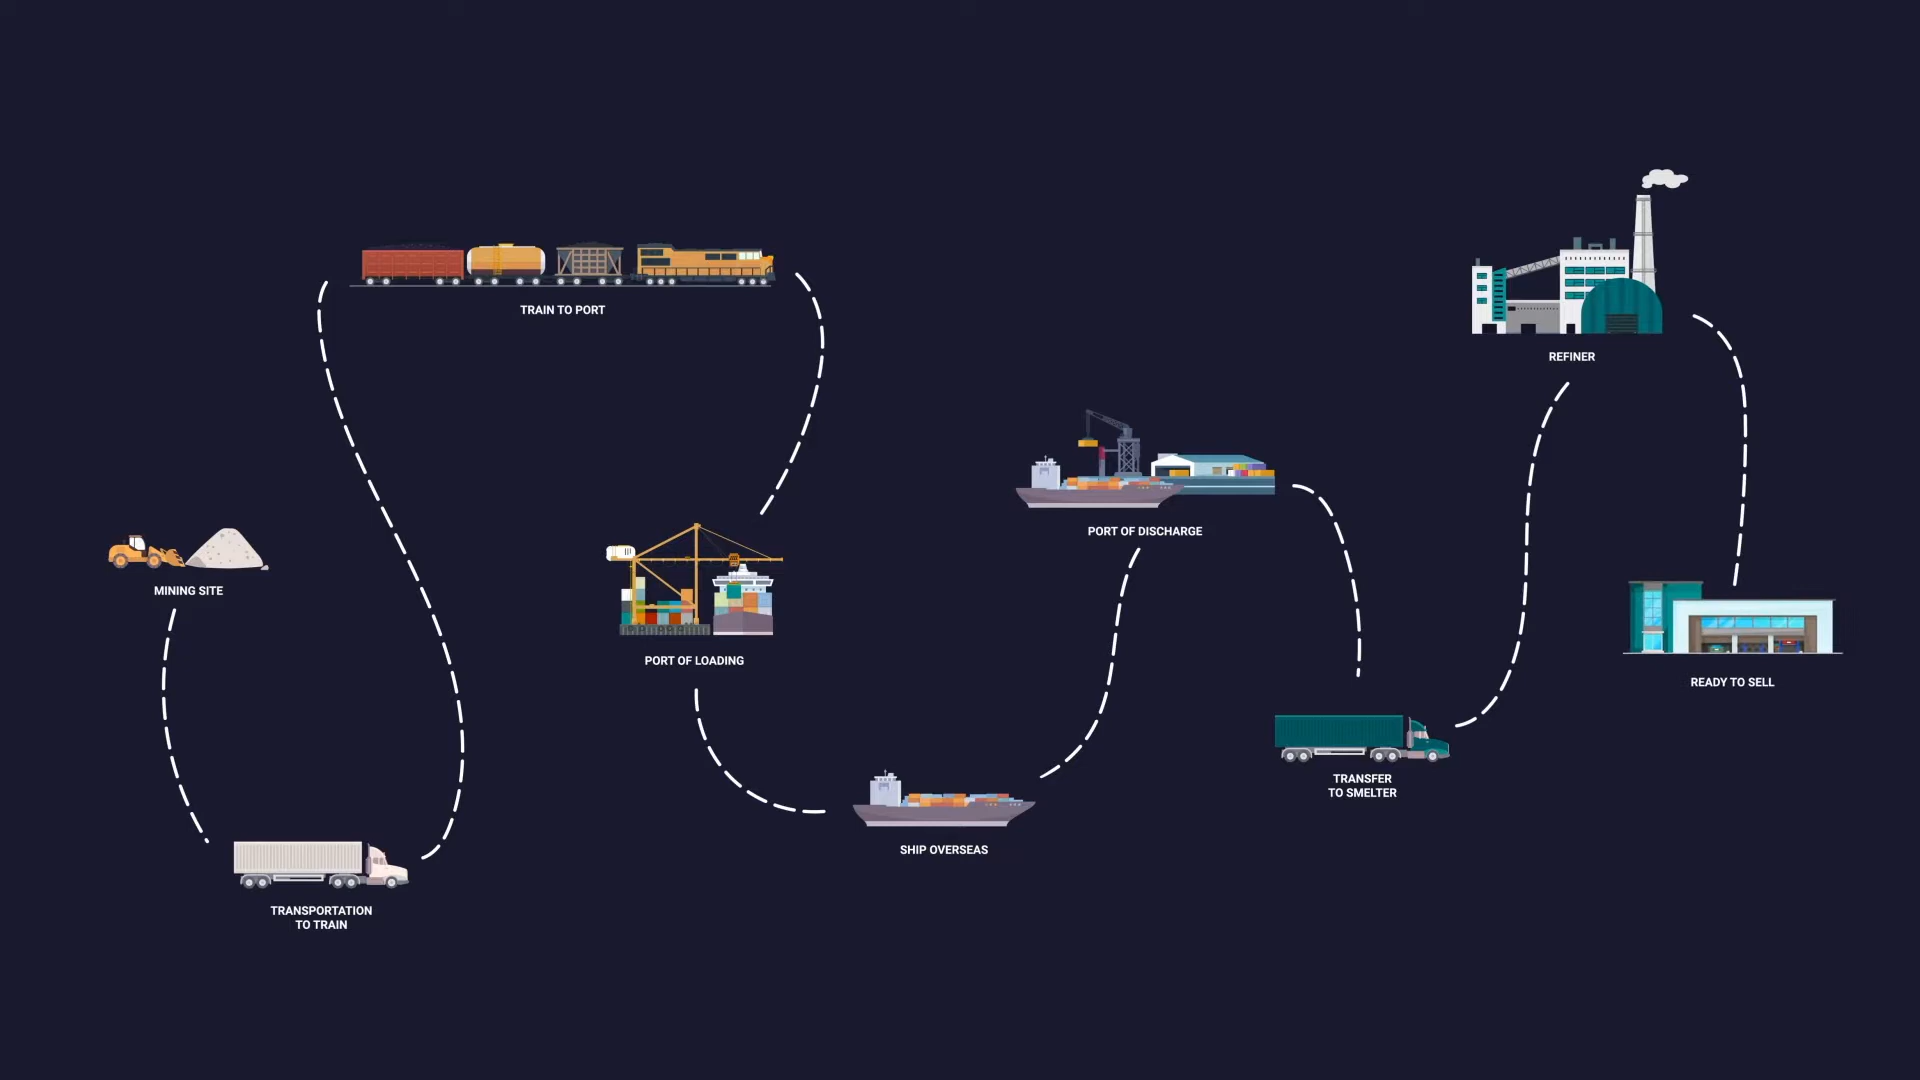 MINING SITE
TRANSPORTATION
TO TRAIN
TRAIN TO PORT
PORT OF LOADING
SHIP OVERSEAS
PORT OF DISCHARGE
TRANSFER
TO SMELTER
REFINER
READY TO SELL